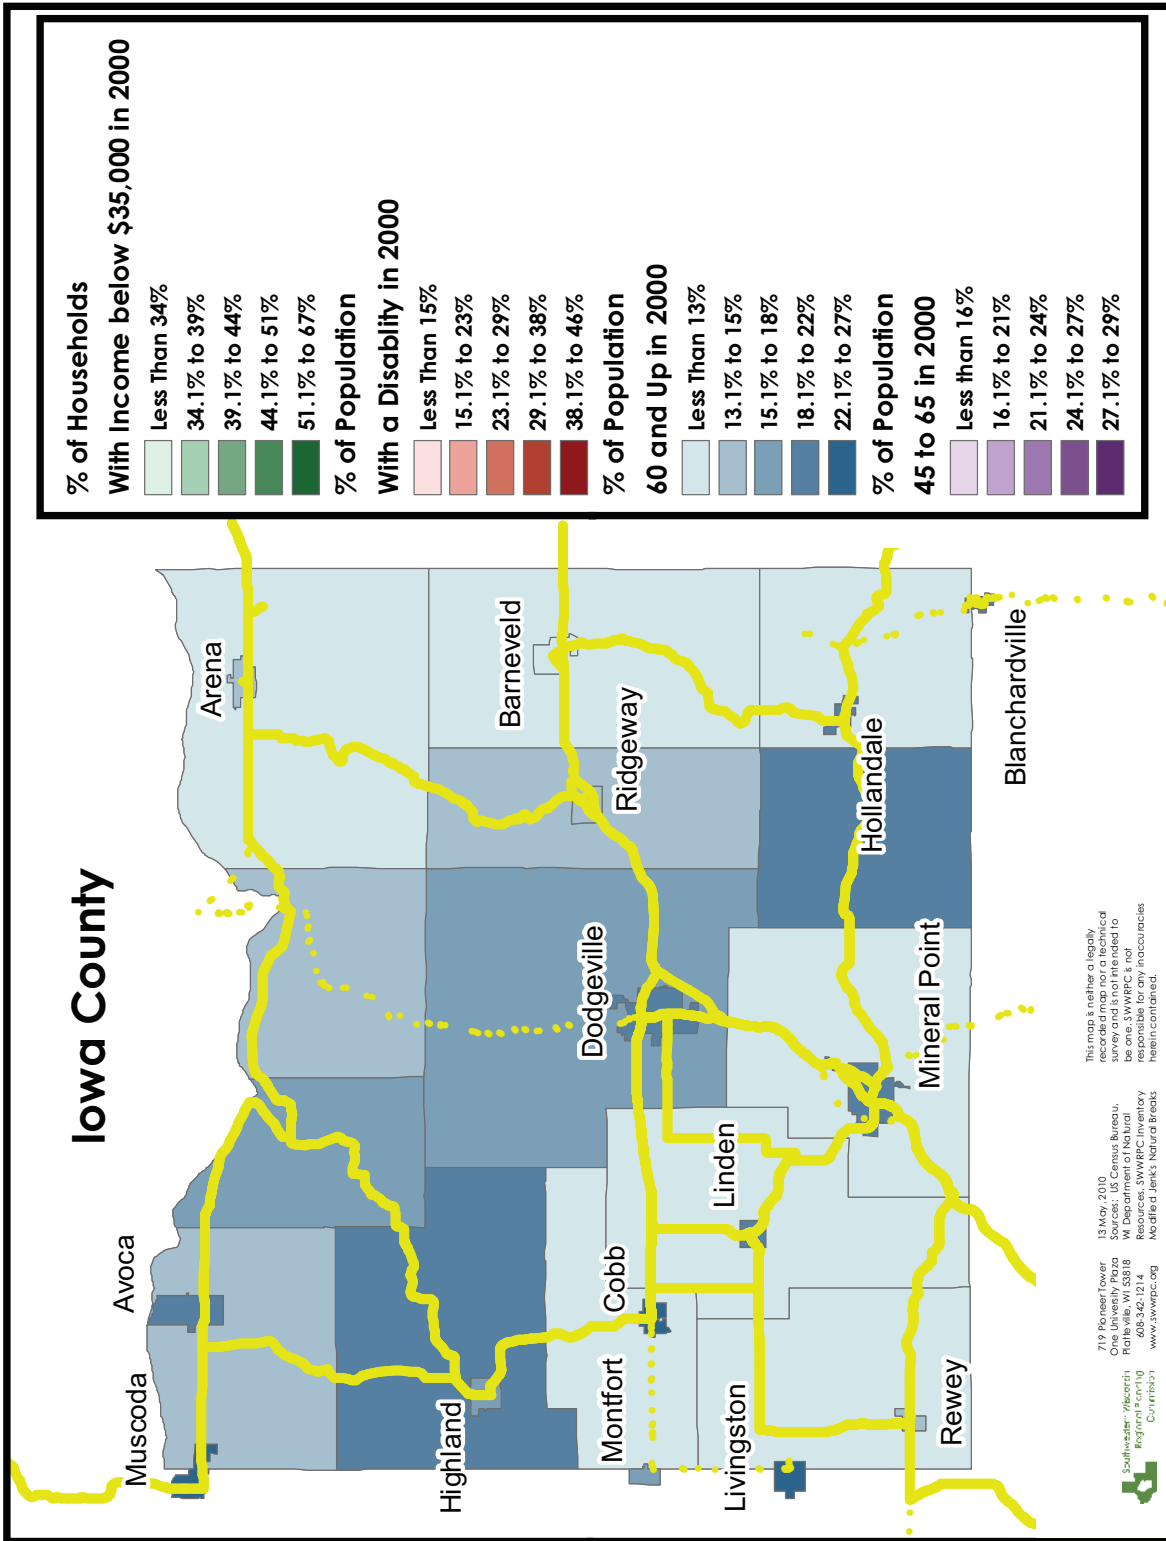 Iowa County
Muscoda
Avoca
Arena
Highland
Montfort
Cobb
Dodgeville
Ridgeway
Barneveld
Livingston
Linden
Rewey
Mineral Point
Hollandale
Blanchardville
% of Households
With Income below $35,000 in 2000
Less Than 34%
34.1% to 39%
39.1% to 44%
44.1% to 51%
51.1% to 67%
% of Population
With a Disablity in 2000
Less Than 15%
15.1% to 23%
23.1% to 29%
29.1% to 38%
38.1% to 46%
% of Population
60 and Up in 2000
Less Than 13%
13.1% to 15%
15.1% to 18%
18.1% to 22%
22.1% to 27%
% of Population
45 to 65 in 2000
Less than 16%
16.1% to 21%
21.1% to 24%
24.1% to 27%
27.1% to 29%
Southwestern Wisconsin
Regional Planning
Commission
719 Pioneer Tower
One University Plaza
Platteville, WI 53818
608-342-1214
www.swwrpc.org
13 May, 2010
Sources: US Census Bureau,
WI Department of Natural
Resources, SWWRPC Inventory
Modified Jenk's Natural Breaks
This map is neither a legally
recorded map nor a technical
survey and is not intended to
be one. SWWRPC is not
responsible for any inaccuracies
herein contained.